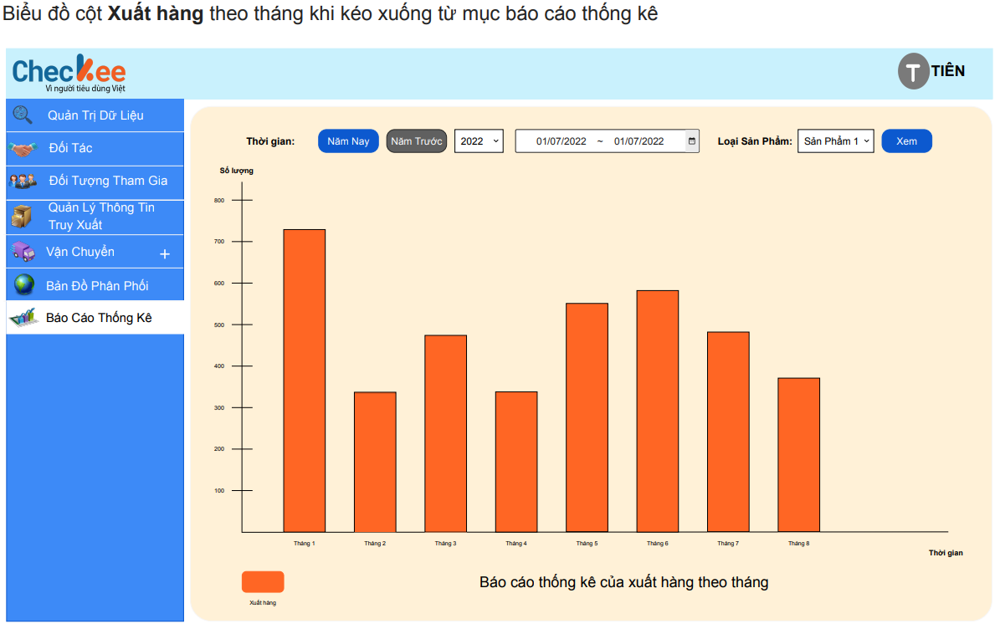 Biểu đồ cột Xuất hàng theo tháng khi kéo xuống từ mục báo cáo thống kê
Checkee
Vì người tiêu dùng Việt
T TIÊN
Quản Trị Dữ Liệu
Đối Tác
Đối Tượng Tham Gia
Quản Lý Thông Tin
Truy Xuất
Vận Chuyển +
Bản Đồ Phân Phối
Báo Cáo Thống Kê
Thời gian: Năm Nay Năm Trước 2022 01/07/2022 ~ 01/07/2022 Loại Sản Phẩm: Sản Phẩm 1 Xem
Số lượng
800
700
600
500
400
300
200
100
Tháng 1 Tháng 2 Tháng 3 Tháng 4 Tháng 5 Tháng 6 Tháng 7 Tháng 8
Thời gian
Báo cáo thống kê của xuất hàng theo tháng
Xuất hàng